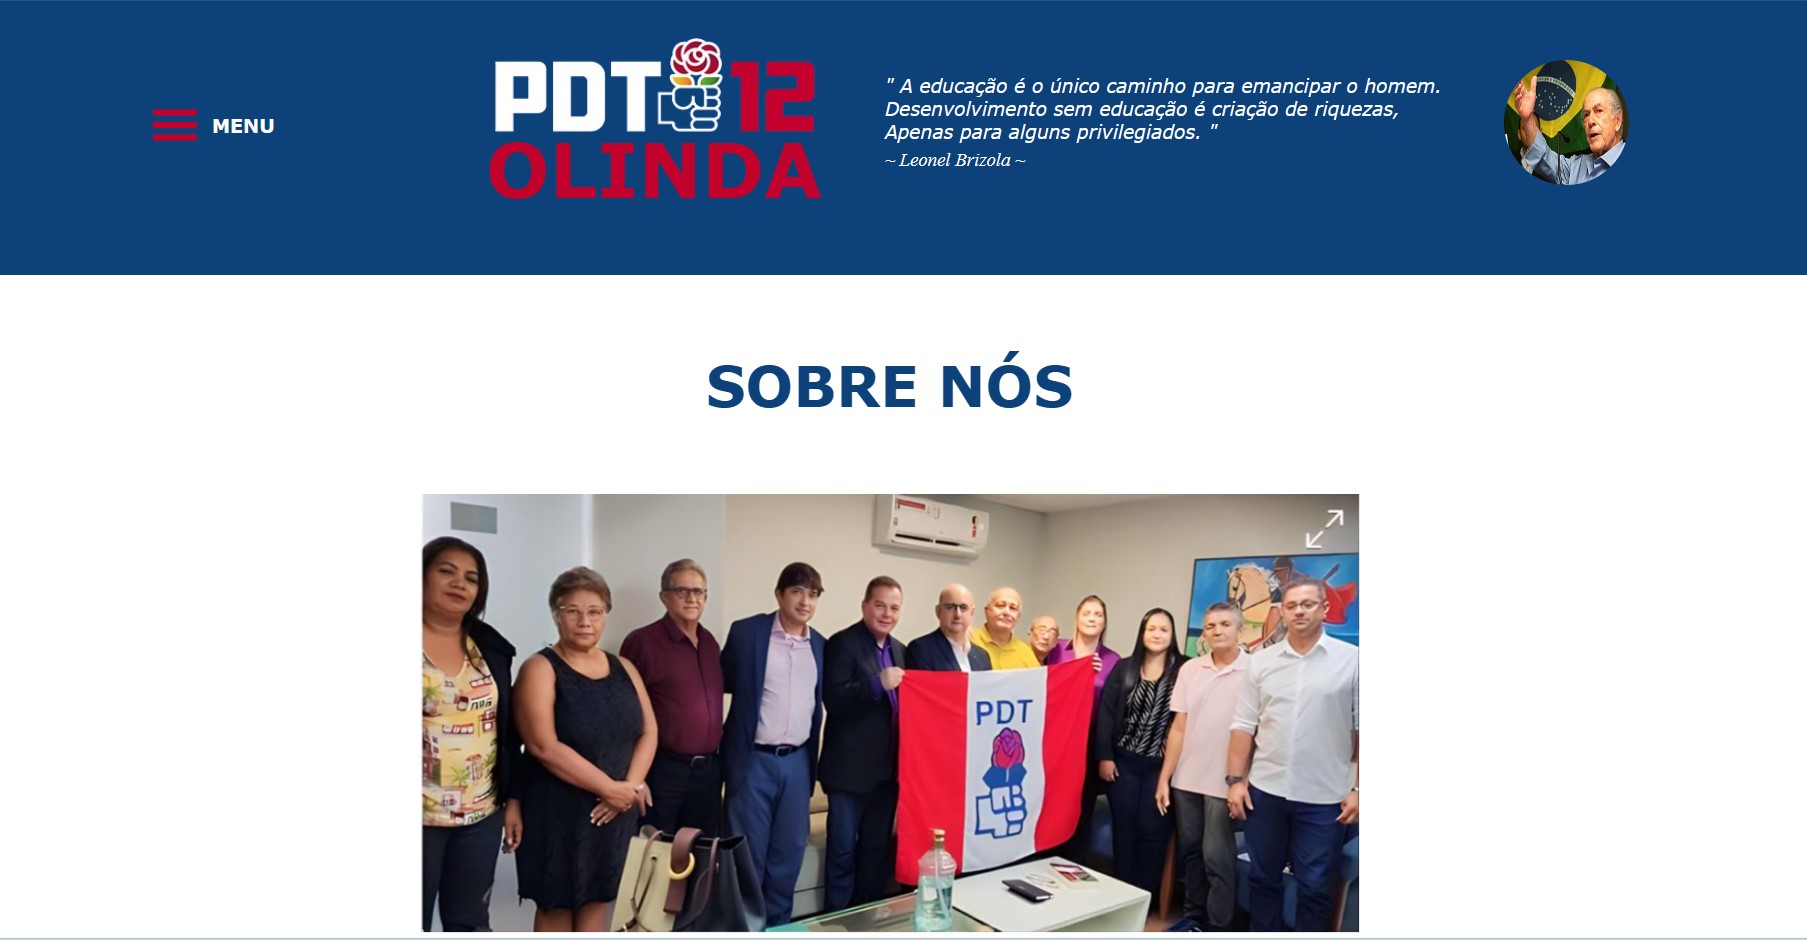 MENU
PDT 12
OLINDA
" A educação é o único caminho para emancipar o homem.
Desenvolvimento sem educação é criação de riquezas,
Apenas para alguns privilegiados. "
~ Leonel Brizola ~
SOBRE NÓS
PDT